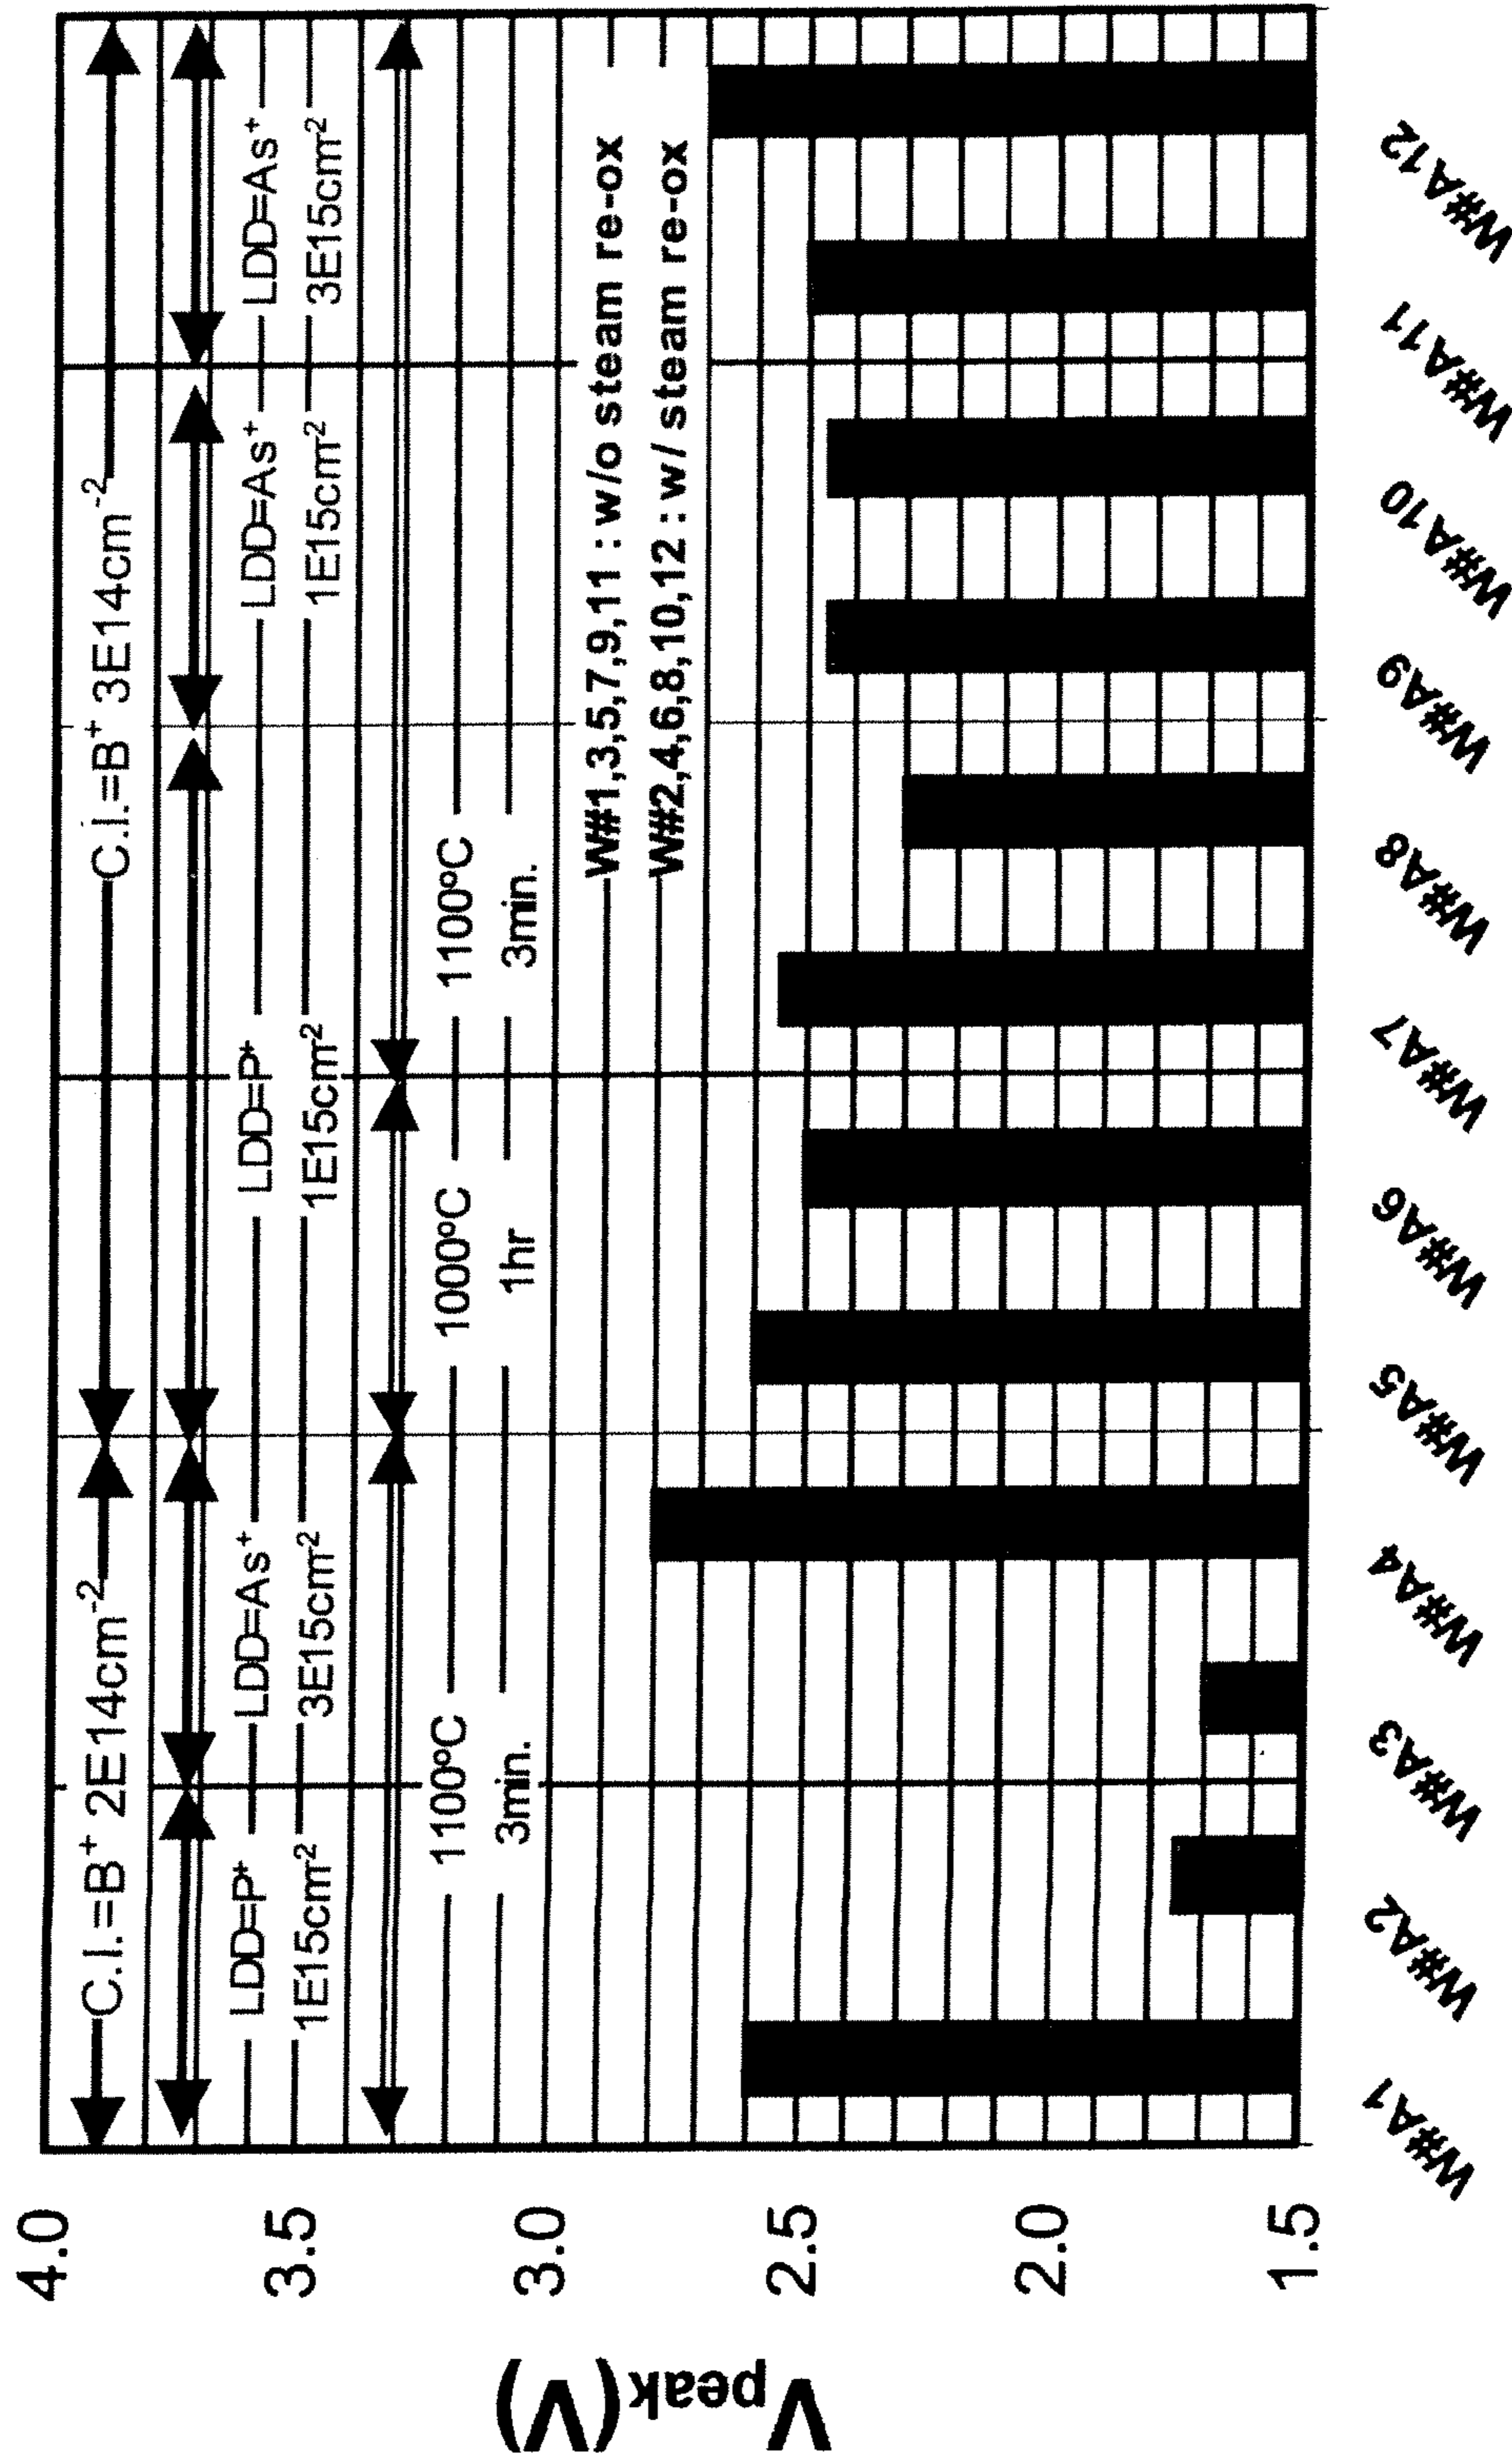 C.I.=B⁺ 2E14cm⁻² C.I.=B⁺ 3E14cm⁻²
LDD=P⁺ LDD=As⁺ LDD=P⁺ LDD=As⁺ LDD=As⁺
1E15cm² 3E15cm² 1E15cm² 1E15cm² 3E15cm²
1100ºC 1000ºC 1100ºC
3min. 1hr 3min.
W#1,3,5,7,9,11 : w/o steam re-ox
W#2,4,6,8,10,12 : w/ steam re-ox
4.0
3.5
3.0
2.5
2.0
1.5
Vpeak(V)
W#A1 W#A2 W#A3 W#A4 W#A5 W#A6 W#A7 W#A8 W#A9 W#A10 W#A11 W#A12